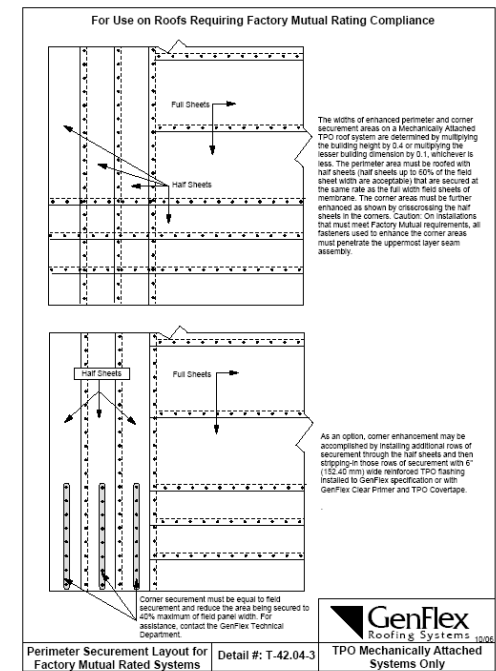 For Use on Roofs Requiring Factory Mutual Rating Compliance
Full Sheets
Half Sheets
The widths of enhanced perimeter and corner
securement areas on a Mechanically Attached
TPO roof system are determined by multiplying
the building height by 0.4 or multiplying the
lesser building dimension by 0.1, whichever is
less. The perimeter area must be roofed with
half sheets (half sheets up to 60% of the field
sheet width are acceptable) that are secured at
the same rate as the full width field sheets of
membrane. The corner areas must be further
enhanced as shown by crisscrossing the half
sheets in the corners. Caution: On installations
that must meet Factory Mutual requirements, all
fasteners used to enhance the corner areas
must penetrate the uppermost layer seam
assembly.
Half Sheets
Full Sheets
As an option, corner enhancement may be
accomplished by installing additional rows of
securement through the half sheets and then
stripping-in those rows of securement with 6"
(152.40 mm) wide reinforced TPO flashing
installed to GenFlex specification or with
GenFlex Clear Primer and TPO Covertape.
Corner securement must be equal to field
securement and reduce the area being secured to
40% maximum of field panel width. For
assistance, contact the GenFlex Technical
Department.
GenFlex
Roofing Systems
10/06
Perimeter Securement Layout for
Factory Mutual Rated Systems
Detail #: T-42.04-3
TPO Mechanically Attached
Systems Only